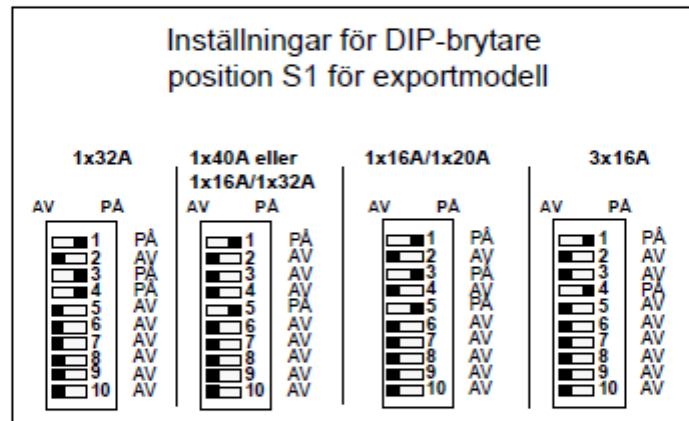 Inställningar för DIP-brytare
position S1 för exportmodell
1x32A
AV PÅ
1 PÅ
2 AV
3 PÅ
4 PÅ
5 AV
6 AV
7 AV
8 AV
9 AV
10 AV
1x40A eller
1x16A/1x32A
AV PÅ
1 PÅ
2 AV
3 AV
4 AV
5 PÅ
6 AV
7 AV
8 AV
9 AV
10 AV
1x16A/1x20A
AV PÅ
1 PÅ
2 AV
3 PÅ
4 AV
5 PÅ
6 AV
7 AV
8 AV
9 AV
10 AV
3x16A
AV PÅ
1 PÅ
2 AV
3 AV
4 PÅ
5 AV
6 AV
7 AV
8 AV
9 AV
10 AV